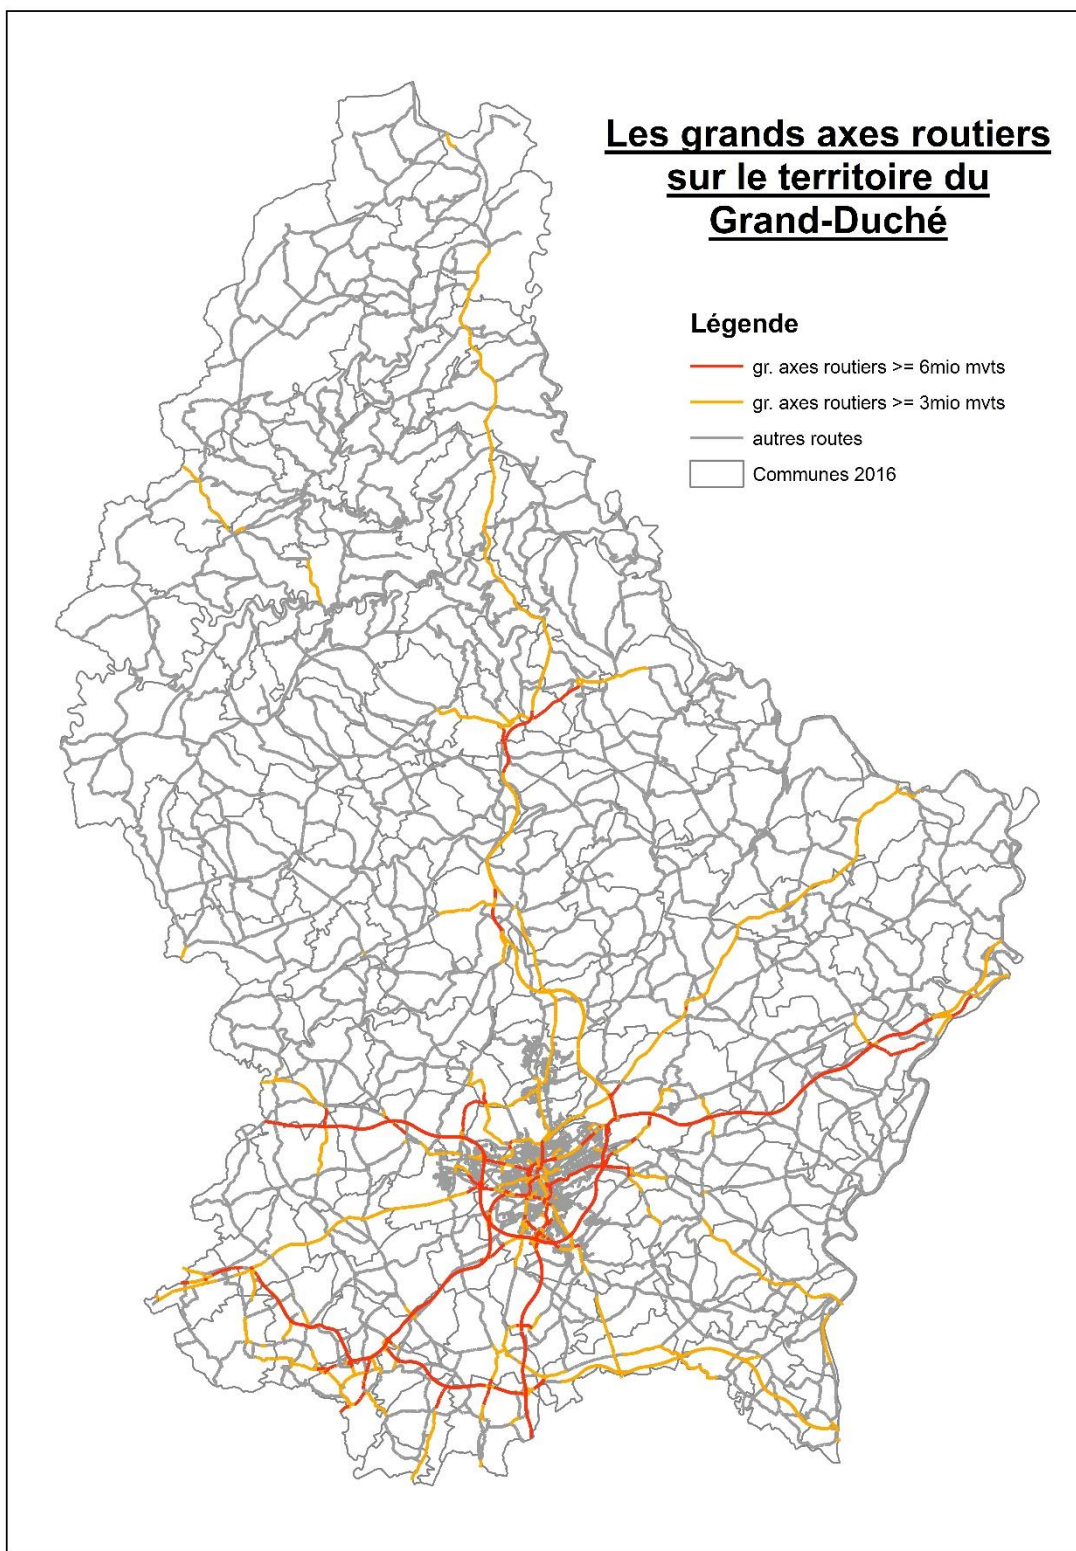 Les grands axes routiers
sur le territoire du
Grand-Duché
Légende
gr. axes routiers >= 6mio mvts
gr. axes routiers >= 3mio mvts
autres routes
Communes 2016